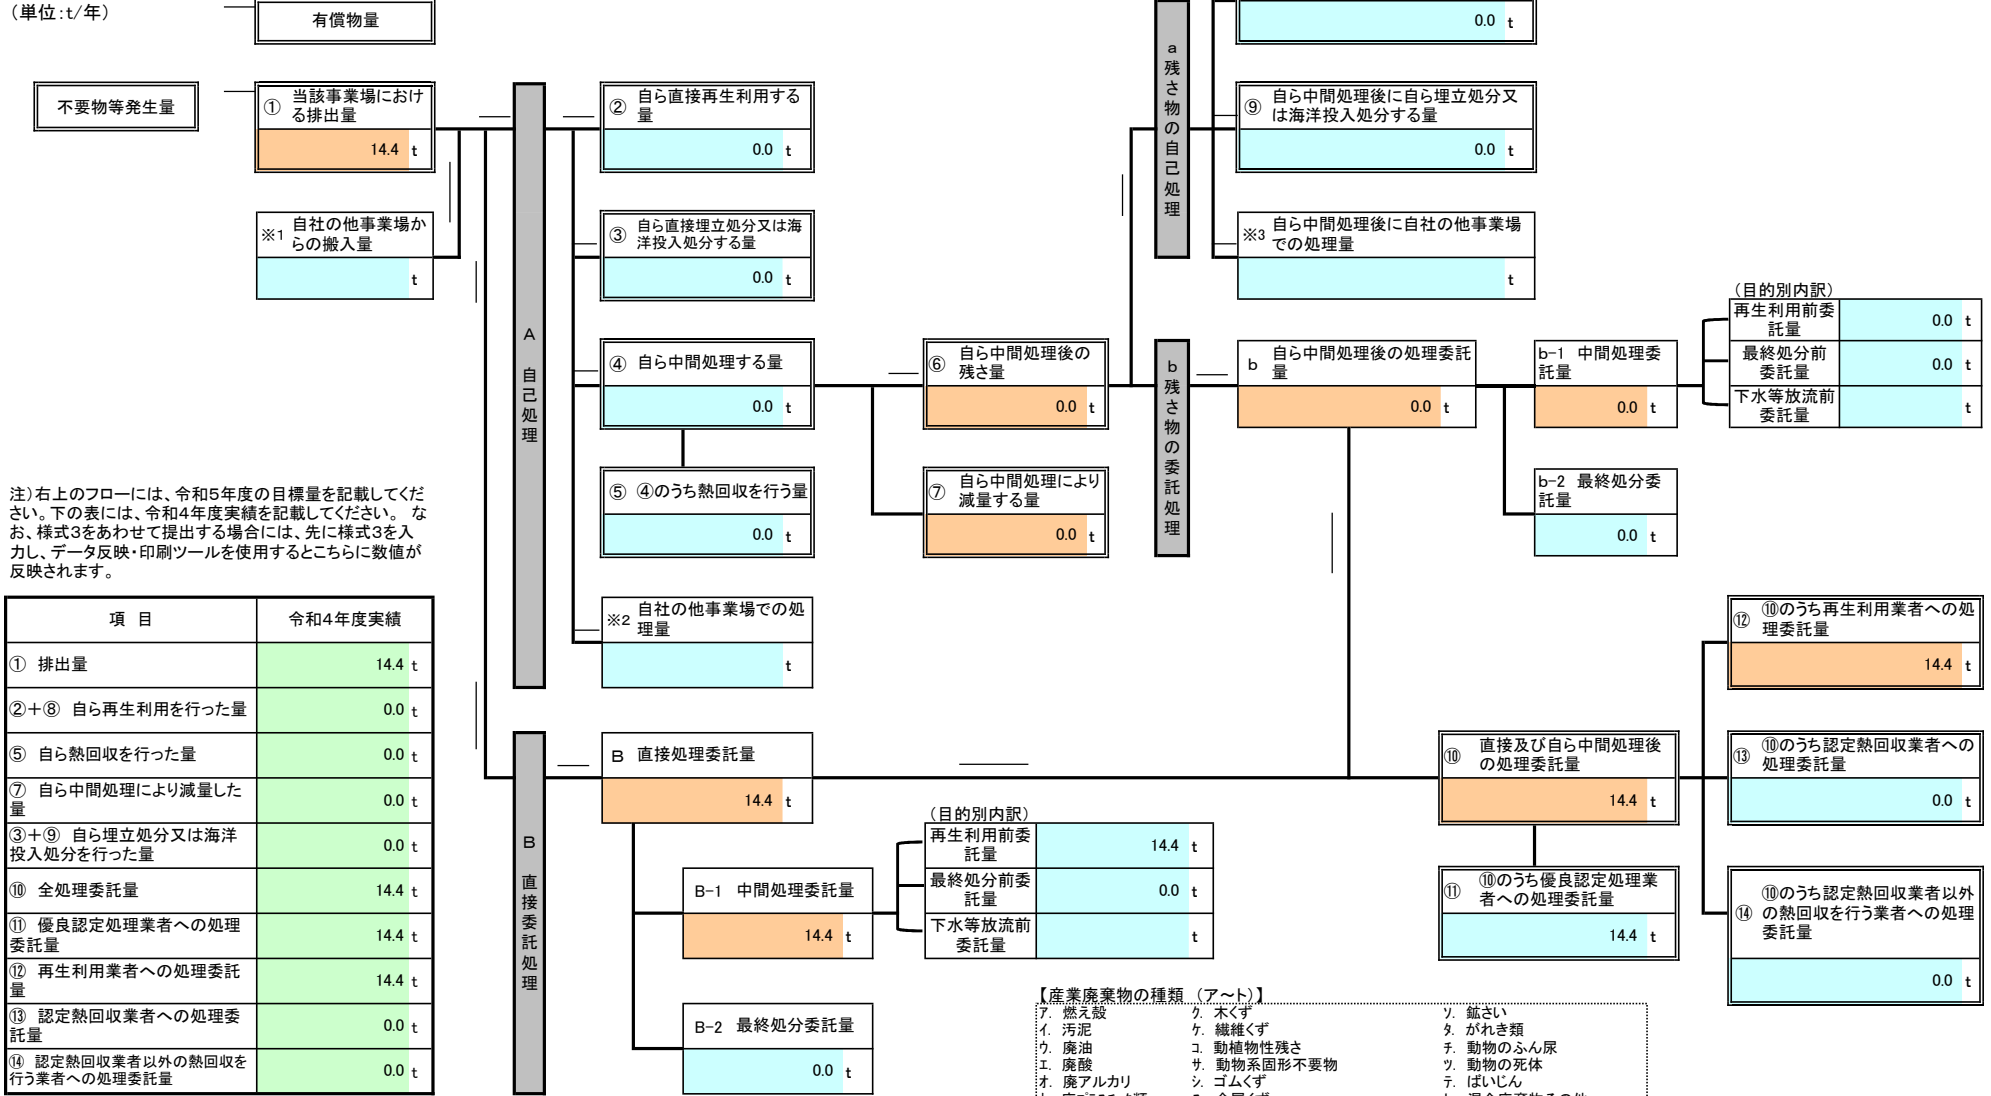 (単位:t/年)
有償物量
不要物等発生量
① 当該事業場におけ
る排出量
14.4 t
※1 自社の他事業場か
らの搬入量
t
A 自己処理
② 自ら直接再生利用する
量
0.0 t
③ 自ら直接埋立処分又は海
洋投入処分する量
0.0 t
④ 自ら中間処理する量
0.0 t
⑤ ④のうち熱回収を行う量
0.0 t
※2 自社の他事業場での処
理量
t
⑥ 自ら中間処理後の
残さ量
0.0 t
⑦ 自ら中間処理により
減量する量
0.0 t
a 残さ物の自己処理
0.0 t
⑨ 自ら中間処理後に自ら埋立処分又
は海洋投入処分する量
0.0 t
※3 自ら中間処理後に自社の他事業場
での処理量
t
b 残さ物の委託処理
b 自ら中間処理後の処理委託
量
0.0 t
b-1 中間処理委
託量
0.0 t
(目的別内訳)
再生利用前委
託量
0.0 t
最終処分前
委託量
0.0 t
下水等放流前
委託量
t
b-2 最終処分委
託量
0.0 t
注)右上のフローには、令和5年度の目標量を記載してくだ
さい。下の表には、令和4年度実績を記載してください。 な
お、様式3をあわせて提出する場合には、先に様式3を入
力し、データ反映・印刷ツールを使用するとこちらに数値が
反映されます。
項 目 令和4年度実績
① 排出量 14.4 t
②+⑧ 自ら再生利用を行った量 0.0 t
⑤ 自ら熱回収を行った量 0.0 t
⑦ 自ら中間処理により減量した
量 0.0 t
③+⑨ 自ら埋立処分又は海洋
投入処分を行った量 0.0 t
⑩ 全処理委託量 14.4 t
⑪ 優良認定処理業者への処理
委託量 14.4 t
⑫ 再生利用業者への処理委託
量 14.4 t
⑬ 認定熱回収業者への処理委
託量 0.0 t
⑭ 認定熱回収業者以外の熱回収を
行う業者への処理委託量 0.0 t
B 直接委託処理
B 直接処理委託量
14.4 t
B-1 中間処理委託量
14.4 t
(目的別内訳)
再生利用前委
託量
14.4 t
最終処分前委
託量
0.0 t
下水等放流前
委託量
t
B-2 最終処分委託量
0.0 t
⑩ 直接及び自ら中間処理後
の処理委託量
14.4 t
⑪ ⑩のうち優良認定処理業
者への処理委託量
14.4 t
⑫ ⑩のうち再生利用業者への処
理委託量
14.4 t
⑬ ⑩のうち認定熱回収業者への
処理委託量
0.0 t
⑭ ⑩のうち認定熱回収業者以外
の熱回収を行う業者への処理
委託量
0.0 t
【産業廃棄物の種類 (ア~ト)】
ア. 燃え殻 ク. 木くず ソ. 鉱さい
イ. 汚泥 ケ. 繊維くず タ. がれき類
ウ. 廃油 コ. 動植物性残さ チ. 動物のふん尿
エ. 廃酸 サ. 動物系固形不要物 ツ. 動物の死体
オ. 廃アルカリ シ. ゴムくず テ. ばいじん